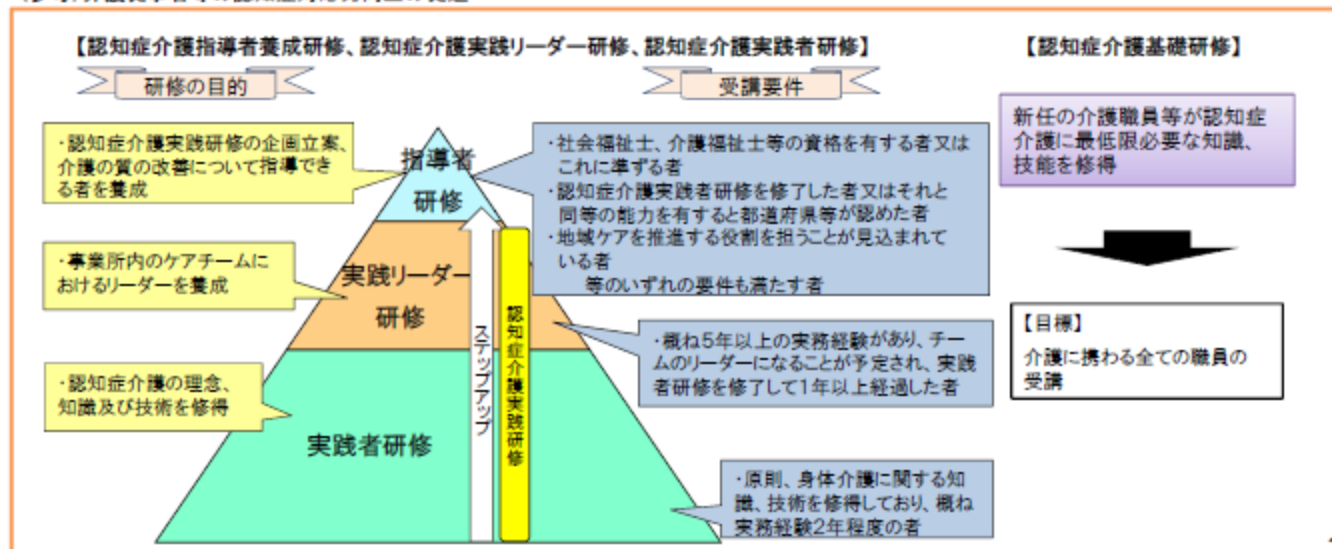 【認知症介護指導者養成研修、認知症介護実践リーダー研修、認知症介護実践者研修】
研修の目的
受講要件
・認知症介護実践研修の企画立案、
介護の質の改善について指導でき
る者を養成
・事業所内のケアチームに
おけるリーダーを養成
・認知症介護の理念、
知識及び技術を修得
指導者
研修
実践リーダー
研修
実践者研修
ステップアップ
認知症介護実践研修
・社会福祉士、介護福祉士等の資格を有する者又は
これに準ずる者
・認知症介護実践者研修を修了した者又はそれと
同等の能力を有すると都道府県等が認めた者
・地域ケアを推進する役割を担うことが見込まれて
いる者
等のいずれの要件も満たす者
・概ね5年以上の実務経験があり、チー
ムのリーダーになることが予定され、実践
者研修を修了して1年以上経過した者
・原則、身体介護に関する知
識、技術を修得しており、概ね
実務経験2年程度の者
【認知症介護基礎研修】
新任の介護職員等が認知症
介護に最低限必要な知識、
技能を修得
【目標】
介護に携わる全ての職員の
受講